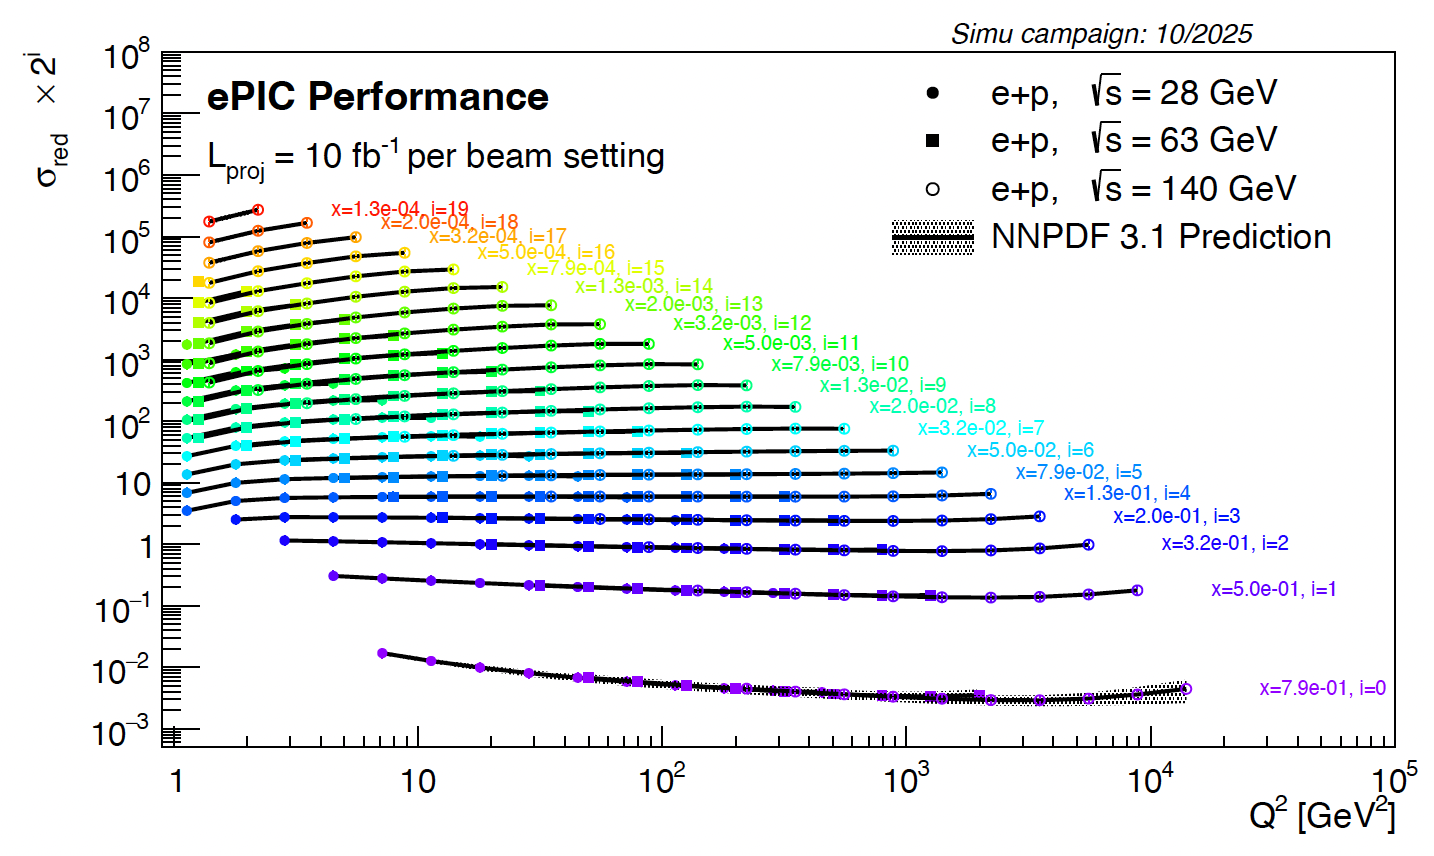 Simu campaign: 10/2025
σred × 2^i
ePIC Performance
Lproj = 10 fb^-1 per beam setting
e+p, √s = 28 GeV
e+p, √s = 63 GeV
e+p, √s = 140 GeV
NNPDF 3.1 Prediction
10^8
10^7
10^6
10^5
10^4
10^3
10^2
10
1
10^−1
10^−2
10^−3
x=1.3e-04, i=19
x=2.0e-04, i=18
x=3.2e-04, i=17
x=5.0e-04, i=16
x=7.9e-04, i=15
x=1.3e-03, i=14
x=2.0e-03, i=13
x=3.2e-03, i=12
x=5.0e-03, i=11
x=7.9e-03, i=10
x=1.3e-02, i=9
x=2.0e-02, i=8
x=3.2e-02, i=7
x=5.0e-02, i=6
x=7.9e-02, i=5
x=1.3e-01, i=4
x=2.0e-01, i=3
x=3.2e-01, i=2
x=5.0e-01, i=1
x=7.9e-01, i=0
1 10 10^2 10^3 10^4 10^5
Q^2 [GeV^2]